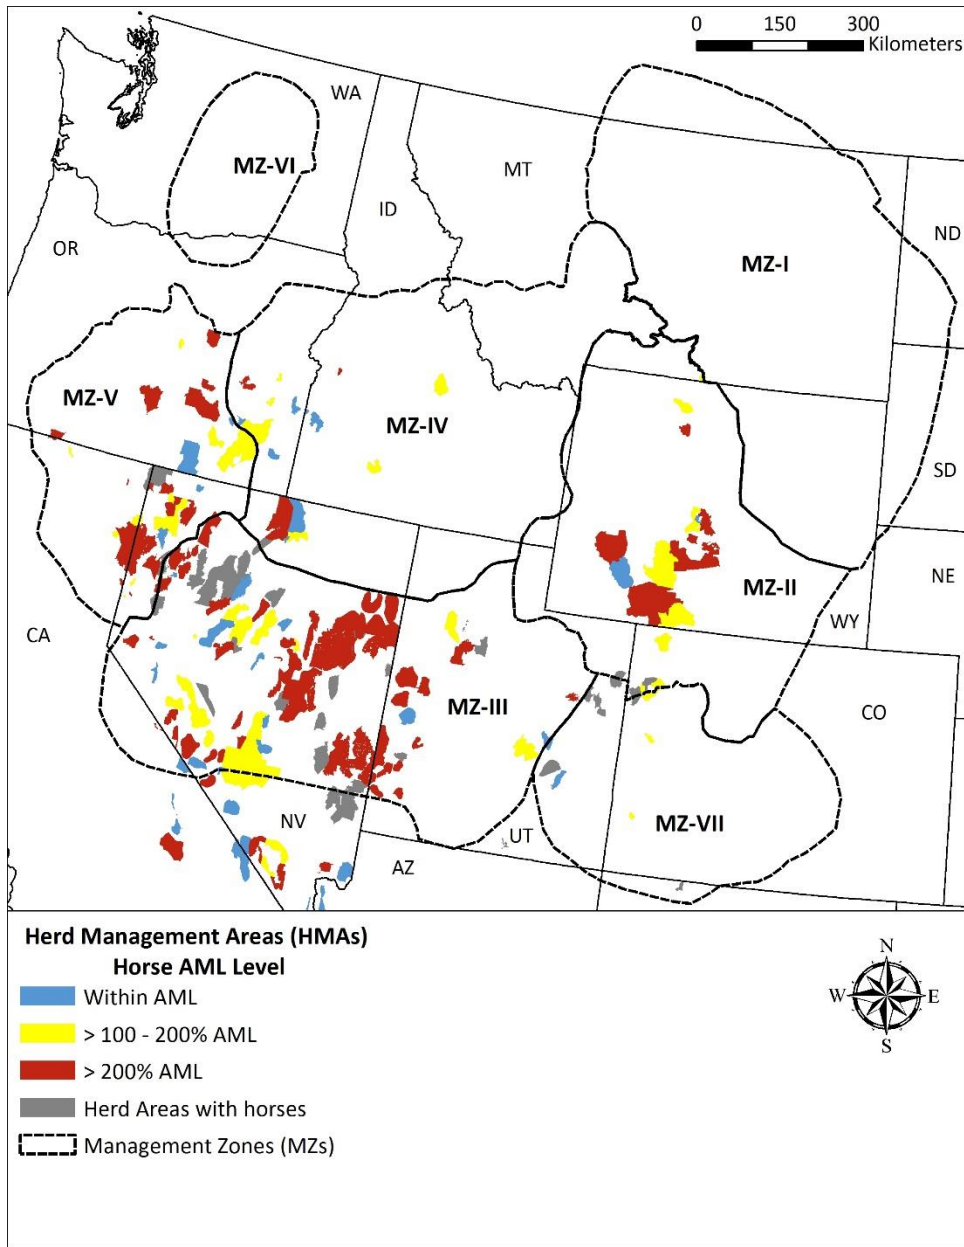 0 150 300
Kilometers
WA
MZ-VI
MT
ID
ND
OR
MZ-I
MZ-V
MZ-IV
SD
NE
MZ-II
WY
CA
MZ-III
CO
NV
MZ-VII
UT
AZ
Herd Management Areas (HMAs)
Horse AML Level
Within AML
> 100 - 200% AML
> 200% AML
Herd Areas with horses
Management Zones (MZs)
N
W E
S